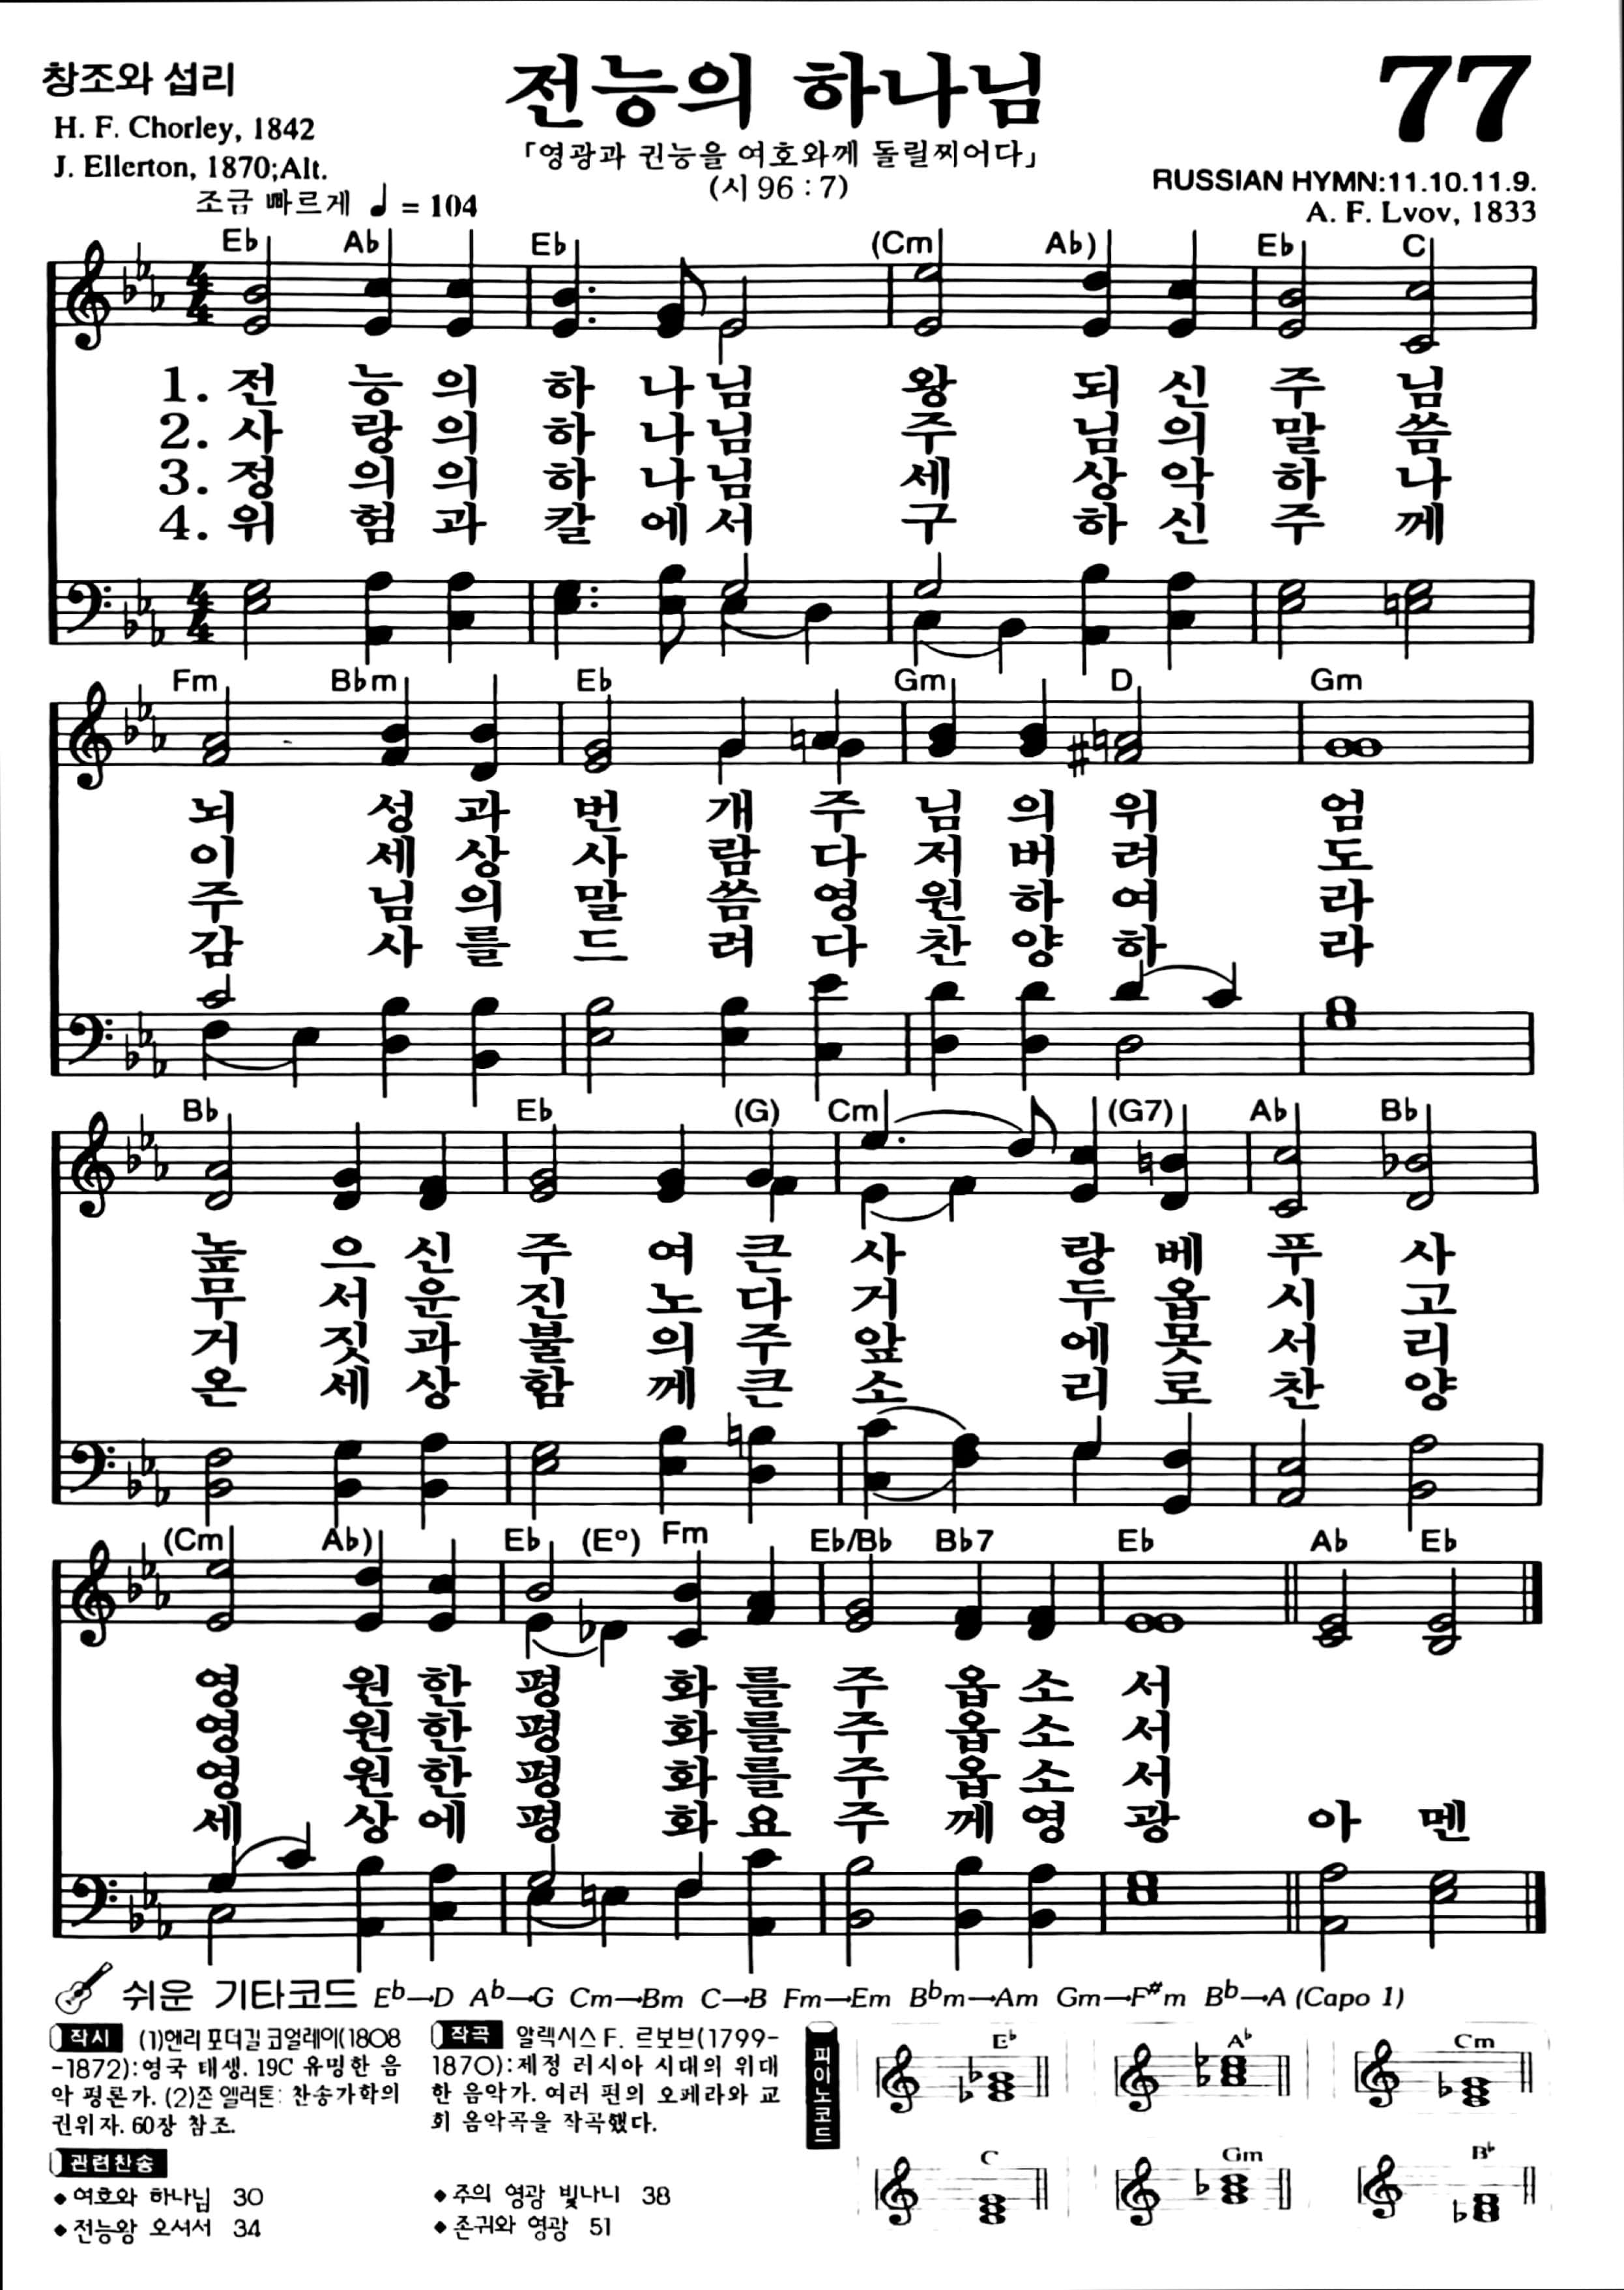 창조와 섭리
전능의 하나님
77
H. F. Chorley, 1842
J. Ellerton, 1870;Alt.
「영광과 권능을 여호와께 돌릴찌어다」
(시 96 : 7)
RUSSIAN HYMN:11.10.11.9.
A. F. Lvov, 1833
조금 빠르게 ♩ = 104
Eb Ab Eb (Cm Ab) Eb C
1. 전 능 의 하 나 님 왕 되 신 주 님
2. 사 랑 의 하 나 님 주 님 의 말 씀
3. 정 의 의 하 나 님 세 상 악 하 나
4. 위 험 과 칼 에 서 구 하 신 주 께
Fm Bbm Eb Gm D Gm
뇌 성 과 번 개 주 님 의 위 엄
이 세 상 사 람 다 저 버 려 도
주 님 의 말 씀 영 원 하 여 라
감 사 를 드 려 다 찬 양 하 라
Bb Eb (G) Cm (G7) Ab Bb
높 으 신 주 여 큰 사 랑 베 푸 사
무 서 운 진 노 다 거 두 옵 시 고
거 짓 과 불 의 주 앞 에 못 서 리
온 세 상 함 께 큰 소 리 로 찬 양
(Cm Ab) Eb (E°) Fm Eb/Bb Bb7 Eb Ab Eb
영 원 한 평 화 를 주 옵 소 서
영 원 한 평 화 를 주 옵 소 서
영 원 한 평 화 를 주 옵 소 서
세 상 에 평 화 요 주 께 영 광 아 멘
쉬운 기타코드 Eb→D Ab→G Cm→Bm C→B Fm→Em Bbm→Am Gm→F#m Bb→A (Capo 1)
작시 (1)헨리 포더길 코얼레이(1808
-1872):영국 태생. 19C 유명한 음
악 평론가. (2)존 엘러톤: 찬송가학의
권위자. 60장 참조.
작곡 알렉시스 F. 르보브(1799-
1870):제정 러시아 시대의 위대
한 음악가. 여러 편의 오페라와 교
회 음악곡을 작곡했다.
피아노코드
Eb Ab Cm
C Gm Bb
관련찬송
◆ 여호와 하나님 30
◆ 전능왕 오셔서 34
◆ 주의 영광 빛나니 38
◆ 존귀와 영광 51